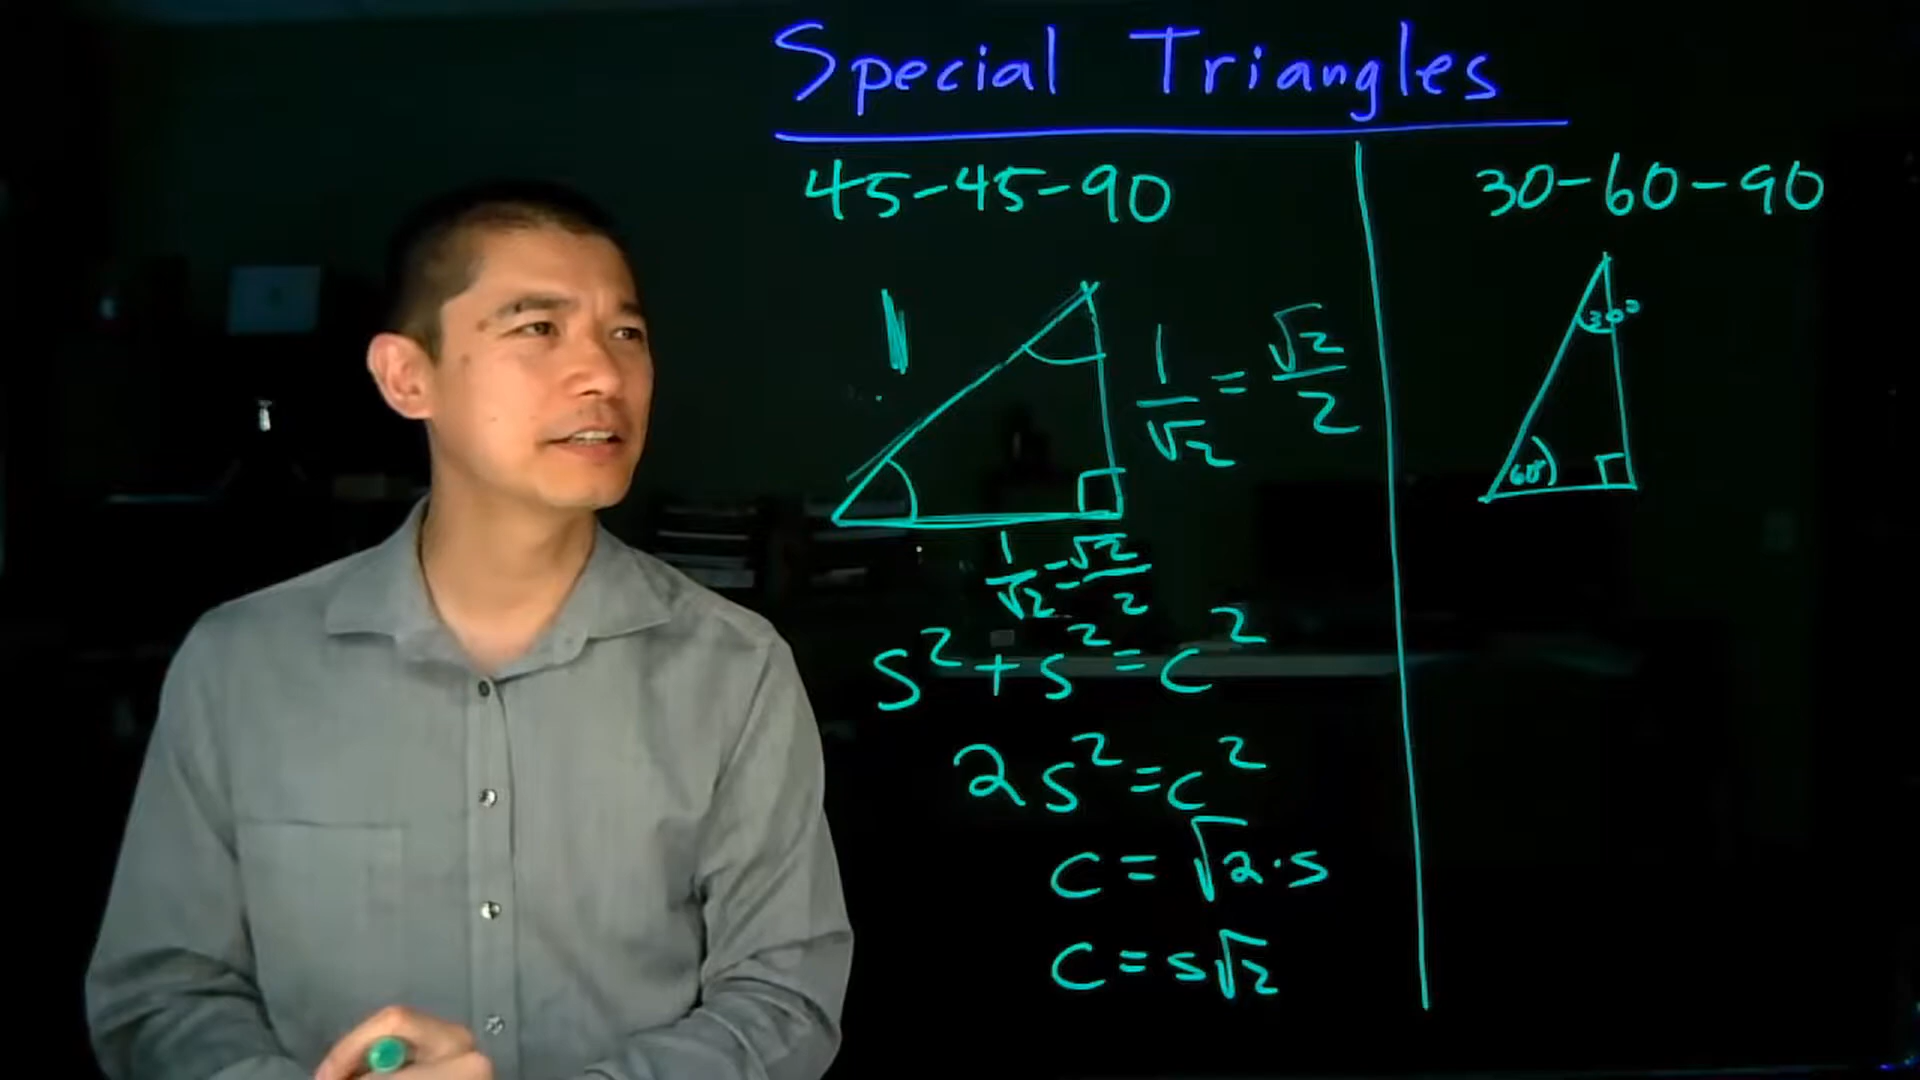 Special Triangles
45-45-90
1
1/√2 = √2/2
1/√2 = √2/2
s² + s² = c²
2s² = c²
c = √2·s
c = s√2
30-60-90
30°
60°